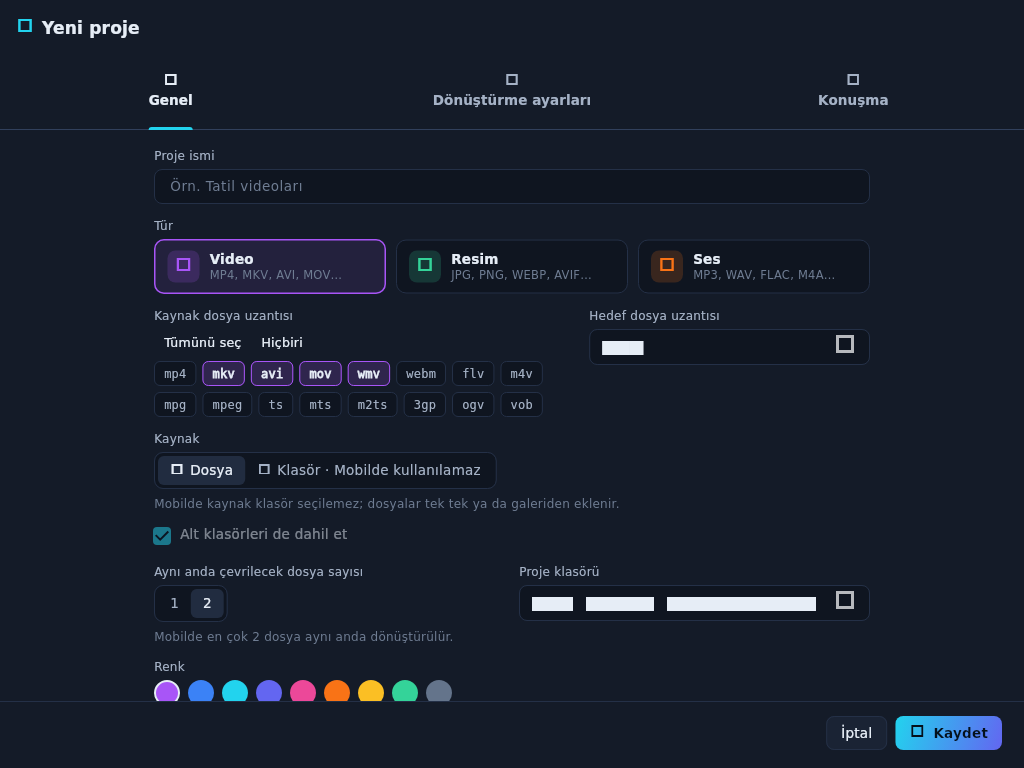 Yeni proje
Genel
Dönüştürme ayarları
Konuşma
Proje ismi
Örn. Tatil videoları
Tür
Video
MP4, MKV, AVI, MOV...
Resim
JPG, PNG, WEBP, AVIF...
Ses
MP3, WAV, FLAC, M4A...
Kaynak dosya uzantısı
Hedef dosya uzantısı
Tümünü seç Hiçbiri
mp4 mkv avi mov wmv webm flv m4v
mpg mpeg ts mts m2ts 3gp ogv vob
Kaynak
Dosya Klasör · Mobilde kullanılamaz
Mobilde kaynak klasör seçilemez; dosyalar tek tek ya da galeriden eklenir.
Alt klasörleri de dahil et
Aynı anda çevrilecek dosya sayısı
Proje klasörü
1 2
Mobilde en çok 2 dosya aynı anda dönüştürülür.
Renk
İptal Kaydet